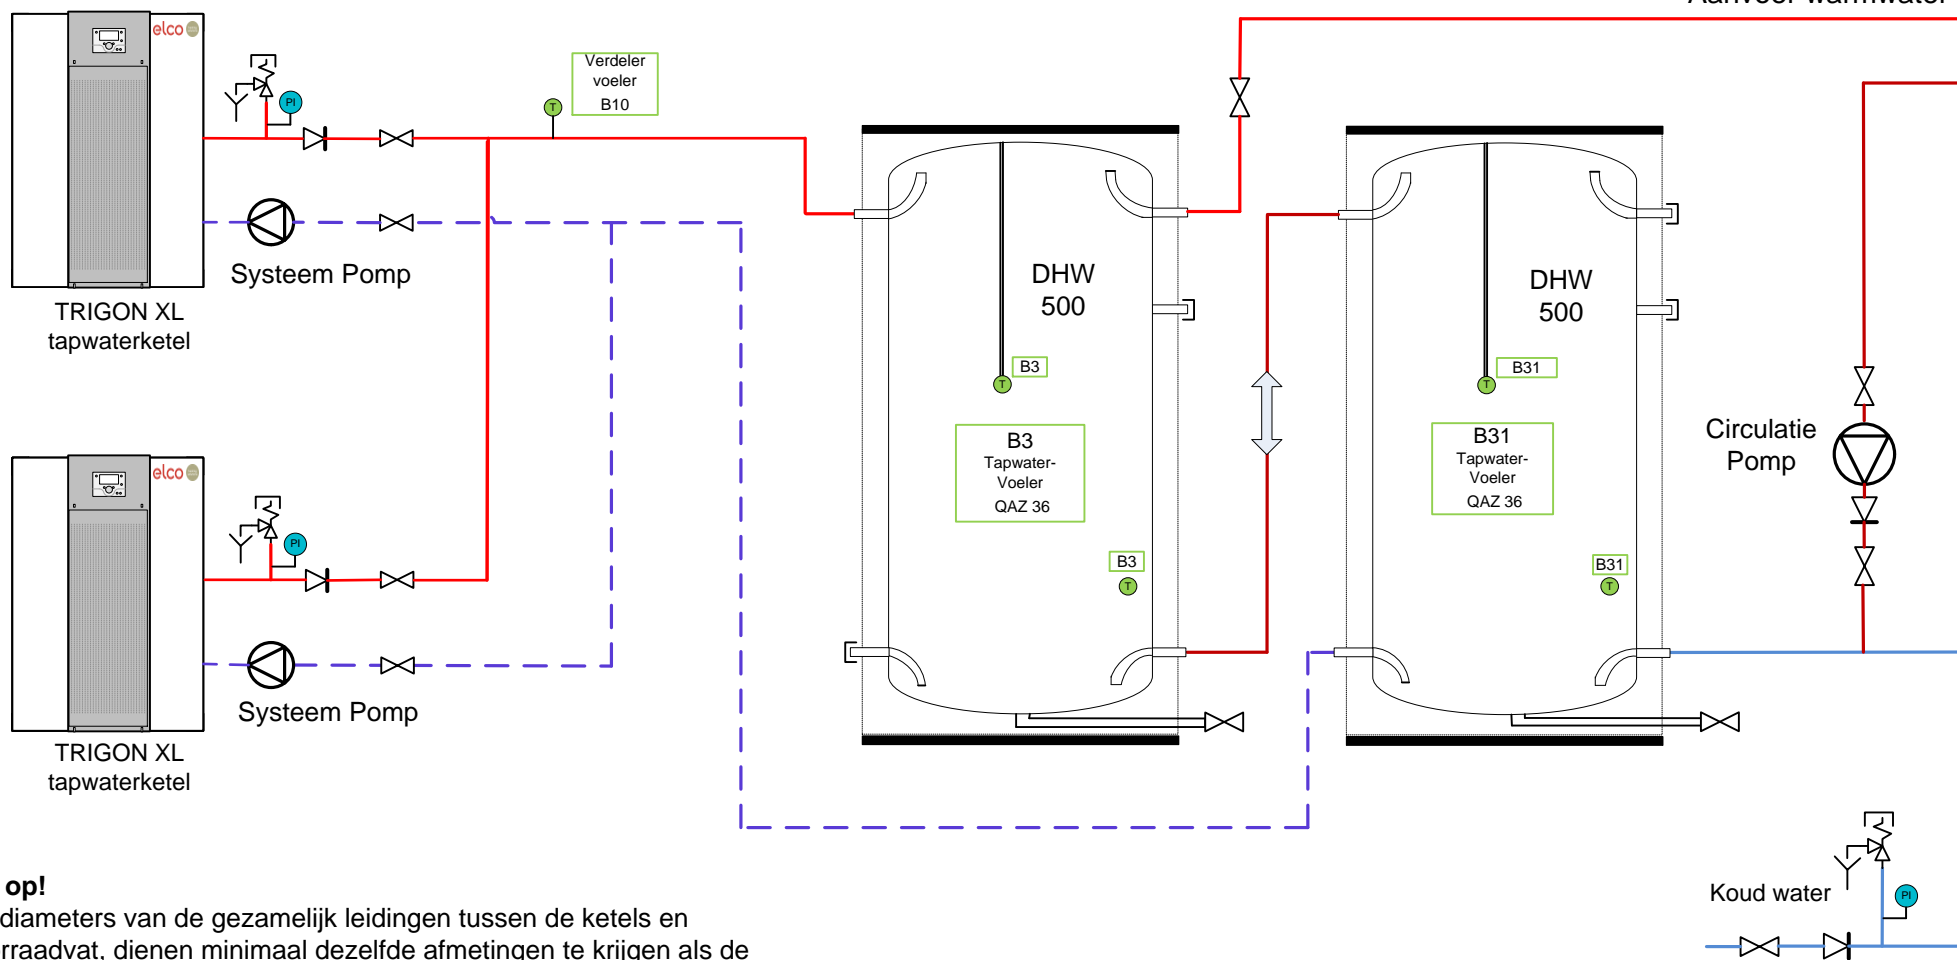 Aanvoer warmwater
elco
Verdeler
voeler
B10
T
PI
Systeem Pomp
TRIGON XL
tapwaterketel
DHW
500
DHW
500
B3
T
B31
T
B3
Tapwater-
Voeler
QAZ 36
B31
Tapwater-
Voeler
QAZ 36
Circulatie
Pomp
elco
PI
B3
T
B31
T
Systeem Pomp
TRIGON XL
tapwaterketel
op!
diameters van de gezamelijk leidingen tussen de ketels en
rraadvat, dienen minimaal dezelfde afmetingen te krijgen als de
Koud water
PI